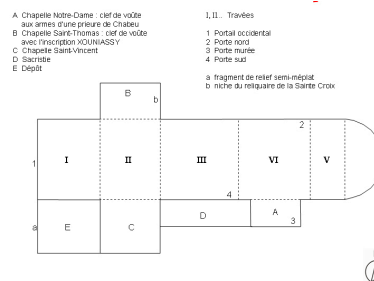 A Chapelle Notre-Dame : clef de voûte
aux armes d'une prieure de Chabeu
B Chapelle Saint-Thomas : clef de voûte
avec l'inscription XOUNIASSY
C Chapelle Saint-Vincent
D Sacristie
E Dépôt
I, II... Travées
1 Portail occidental
2 Porte nord
3 Porte murée
4 Porte sud
a fragment de relief semi-méplat
b niche du reliquaire de la Sainte Croix
B
b
2
1
I
II
III
VI
V
4
A
3
D
a
E
C